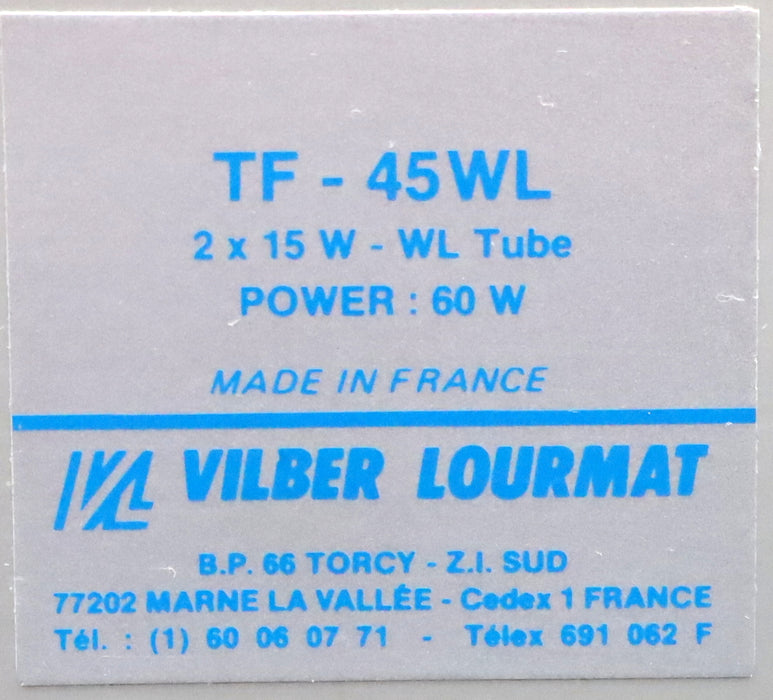 TF - 45WL
2 x 15 W - WL Tube
POWER : 60 W
MADE IN FRANCE
VL VILBER LOURMAT
B.P. 66 TORCY - Z.I. SUD
77202 MARNE LA VALLÉE - Cedex 1 FRANCE
Tél. : (1) 60 06 07 71 - Télex 691 062 F